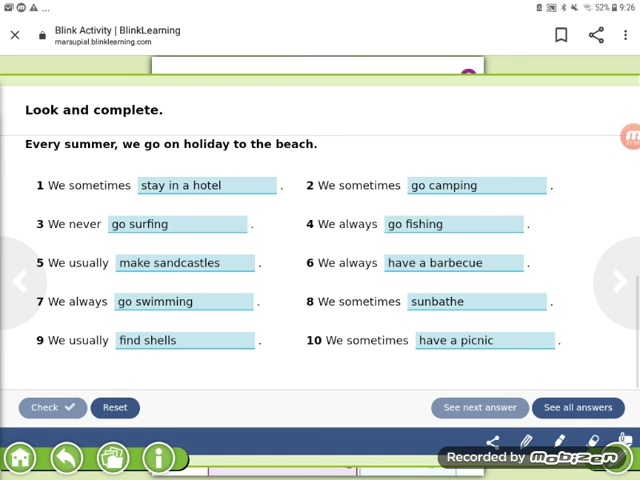 52% 9:26
Blink Activity | BlinkLearning
marsupial.blinklearning.com
Look and complete.
Every summer, we go on holiday to the beach.
1 We sometimes stay in a hotel .
2 We sometimes go camping .
3 We never go surfing .
4 We always go fishing .
5 We usually make sandcastles .
6 We always have a barbecue .
7 We always go swimming .
8 We sometimes sunbathe .
9 We usually find shells .
10 We sometimes have a picnic .
Check Reset See next answer See all answers
Recorded by Mobizen